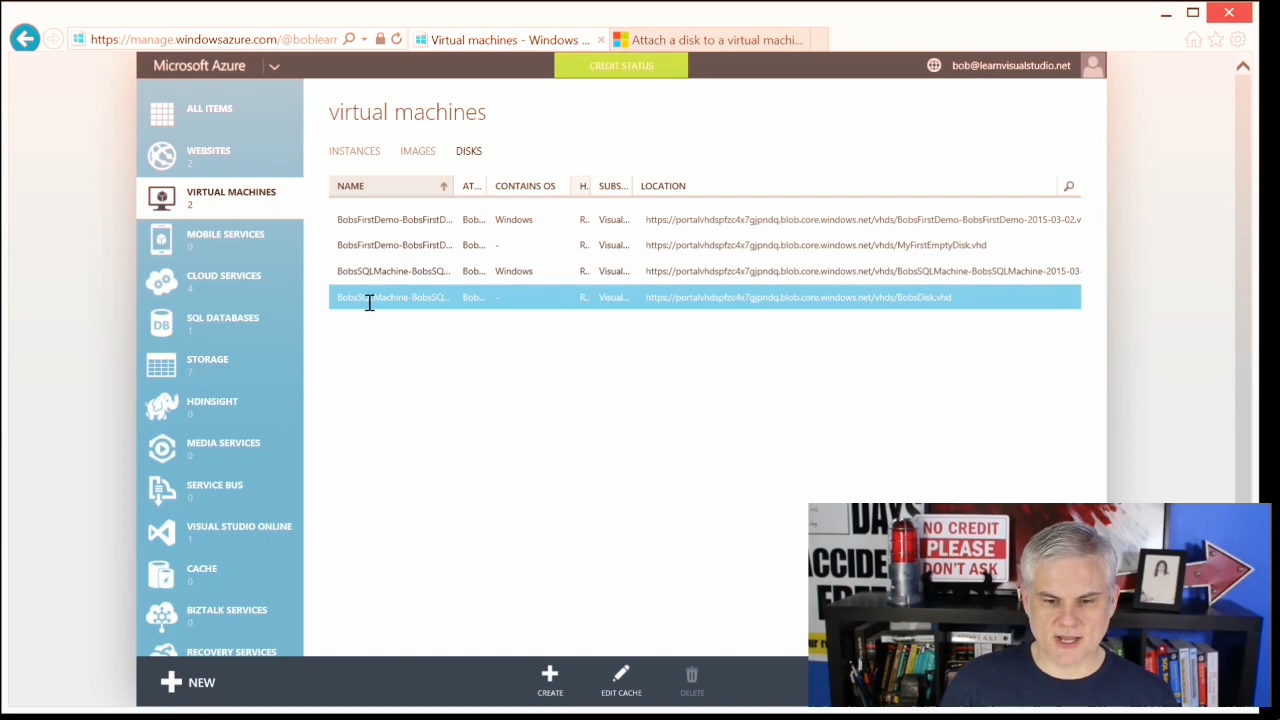 https://manage.windowsazure.com/@boblearn
Virtual machines - Windows ...
Attach a disk to a virtual machi...
Microsoft Azure
CREDIT STATUS
bob@learnvisualstudio.net
ALL ITEMS
WEBSITES
2
VIRTUAL MACHINES
2
MOBILE SERVICES
0
CLOUD SERVICES
4
SQL DATABASES
1
STORAGE
2
HDINSIGHT
0
MEDIA SERVICES
0
SERVICE BUS
0
VISUAL STUDIO ONLINE
1
CACHE
0
BIZTALK SERVICES
0
RECOVERY SERVICES
virtual machines
INSTANCES IMAGES DISKS
NAME AT... CONTAINS OS H. SUBS... LOCATION
BobsFirstDemo-BobsFirstD... Bob... Windows R.. Visual... https://portalvhdspfzc4x7gjpndq.blob.core.windows.net/vhds/BobsFirstDemo-BobsFirstDemo-2015-03-02.v
BobsFirstDemo-BobsFirstD... Bob... - R.. Visual... https://portalvhdspfzc4x7gjpndq.blob.core.windows.net/vhds/MyFirstEmptyDisk.vhd
BobsSQLMachine-BobsSQ... Bob... Windows R.. Visual... https://portalvhdspfzc4x7gjpndq.blob.core.windows.net/vhds/BobsSQLMachine-BobsSQLMachine-2015-03-
BobsSQLMachine-BobsSQ... Bob... - R.. Visual... https://portalvhdspfzc4x7gjpndq.blob.core.windows.net/vhds/BobsDisk.vhd
NEW
CREATE
EDIT CACHE
DELETE
DAYS
ACCIDE
FREE
NO CREDIT
PLEASE
DON'T ASK